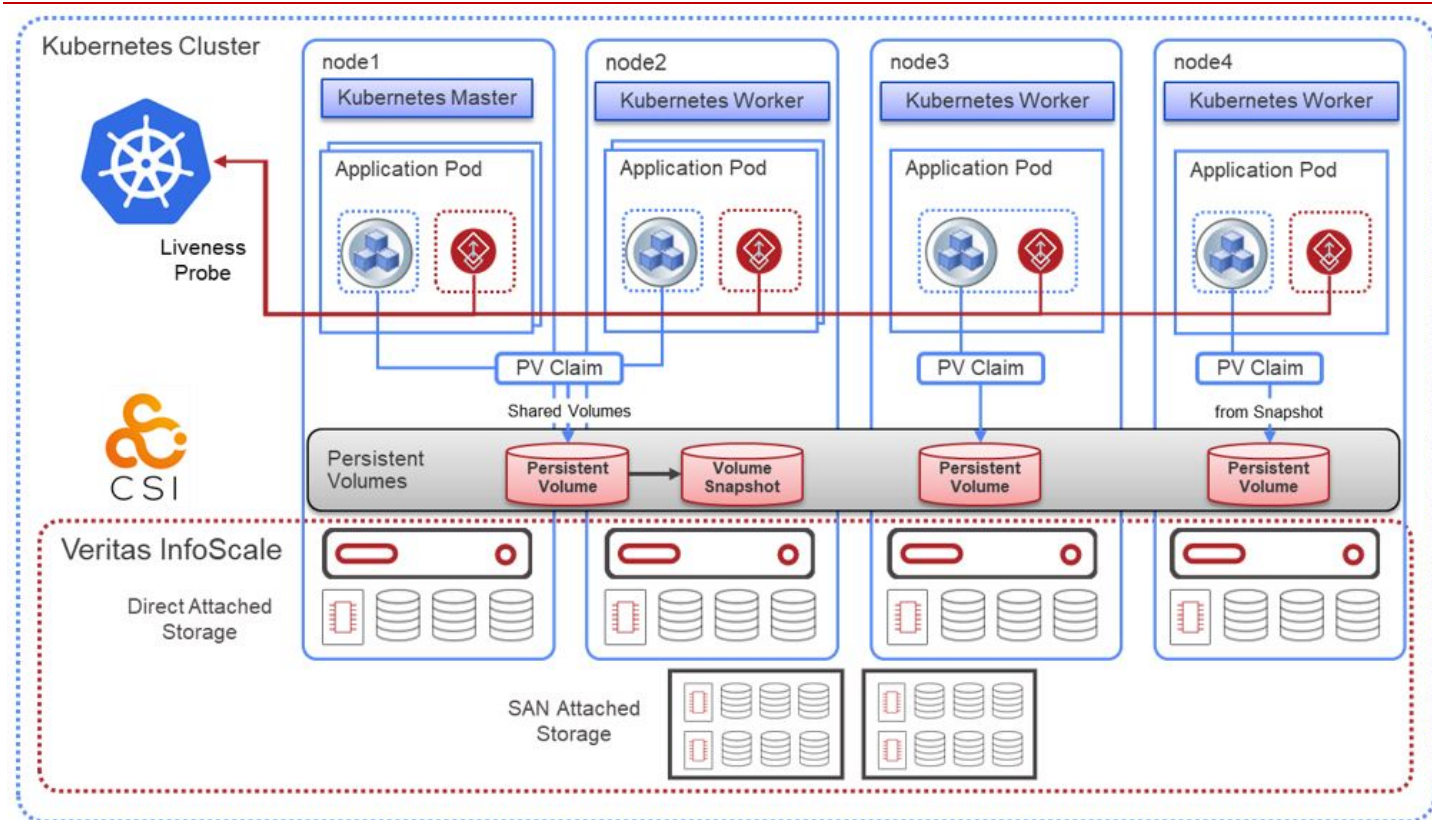 Kubernetes Cluster
node1
node2
node3
node4
Kubernetes Master
Kubernetes Worker
Kubernetes Worker
Kubernetes Worker
Application Pod
Application Pod
Application Pod
Application Pod
Liveness
Probe
PV Claim
PV Claim
PV Claim
Shared Volumes
from Snapshot
CSI
Persistent
Volumes
Persistent
Volume
Volume
Snapshot
Persistent
Volume
Persistent
Volume
Veritas InfoScale
Direct Attached
Storage
SAN Attached
Storage